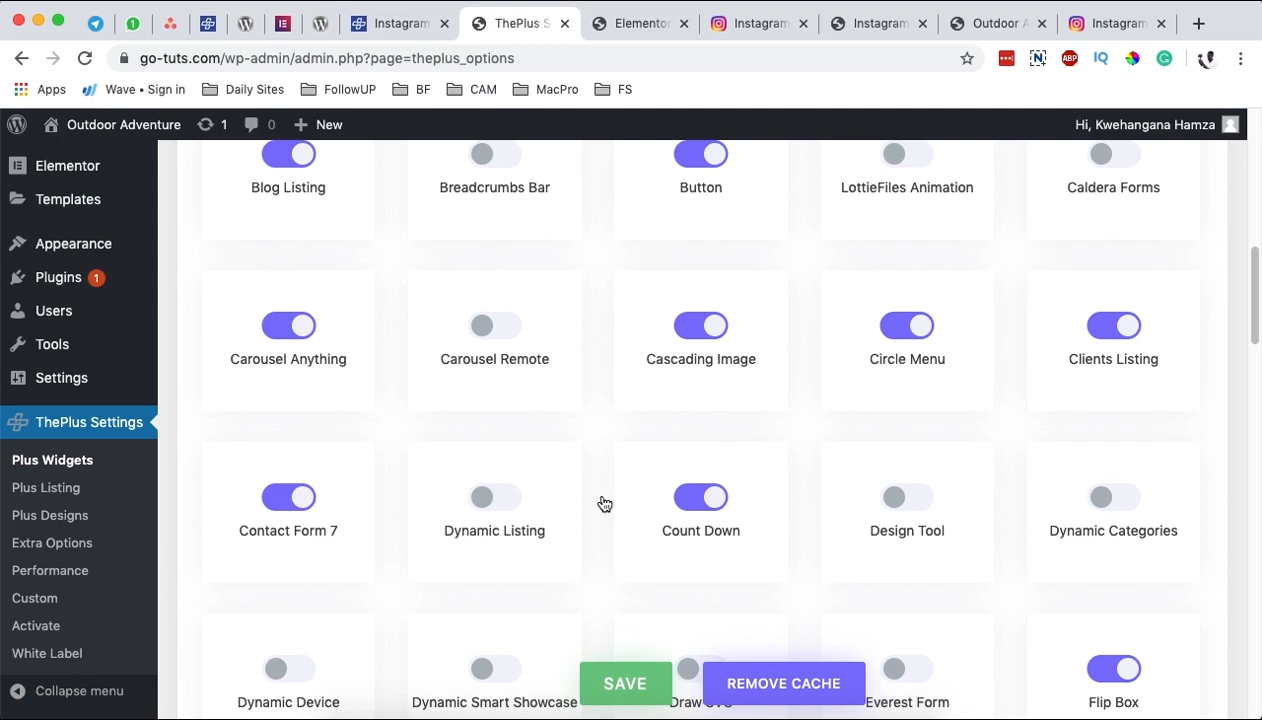 Instagram
ThePlus S
Elementor
Instagram
Instagram
Outdoor A
Instagram
go-tuts.com/wp-admin/admin.php?page=theplus_options
ABP
IQ
Apps
Wave • Sign in
Daily Sites
FollowUP
BF
CAM
MacPro
FS
Outdoor Adventure
1
0
New
Hi, Kwehangana Hamza
Elementor
Templates
Appearance
Plugins 1
Users
Tools
Settings
ThePlus Settings
Plus Widgets
Plus Listing
Plus Designs
Extra Options
Performance
Custom
Activate
White Label
Collapse menu
Blog Listing
Breadcrumbs Bar
Button
LottieFiles Animation
Caldera Forms
Carousel Anything
Carousel Remote
Cascading Image
Circle Menu
Clients Listing
Contact Form 7
Dynamic Listing
Count Down
Design Tool
Dynamic Categories
Dynamic Device
Dynamic Smart Showcase
Draw
Everest Form
Flip Box
SAVE
REMOVE CACHE